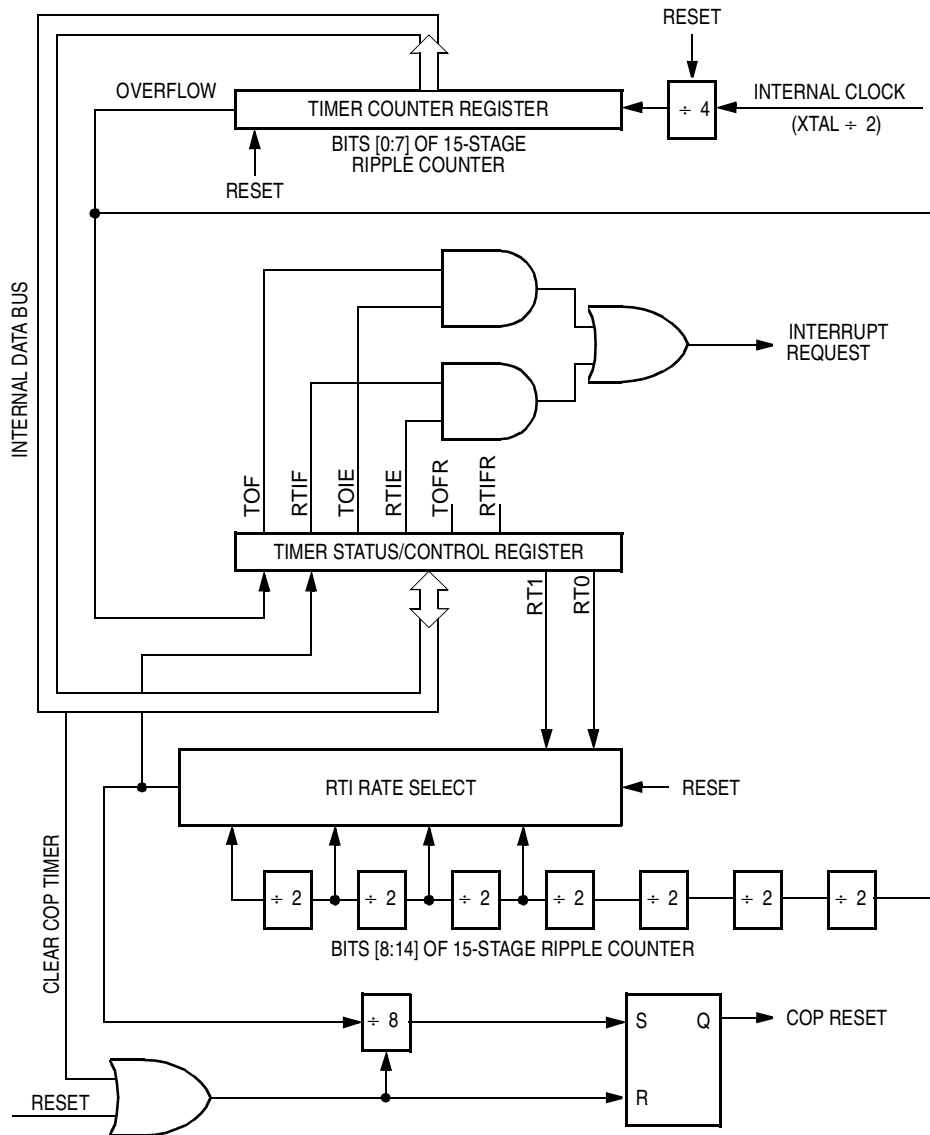 RESET
OVERFLOW
TIMER COUNTER REGISTER
÷ 4
INTERNAL CLOCK
(XTAL ÷ 2)
BITS [0:7] OF 15-STAGE
RIPPLE COUNTER
RESET
INTERNAL DATA BUS
INTERRUPT
REQUEST
TOF
RTIF
TOIE
RTIE
TOFR
RTIFR
TIMER STATUS/CONTROL REGISTER
RT1
RT0
RTI RATE SELECT
RESET
CLEAR COP TIMER
÷ 2
÷ 2
÷ 2
÷ 2
÷ 2
÷ 2
÷ 2
BITS [8:14] OF 15-STAGE RIPPLE COUNTER
÷ 8
S
Q
COP RESET
RESET
R